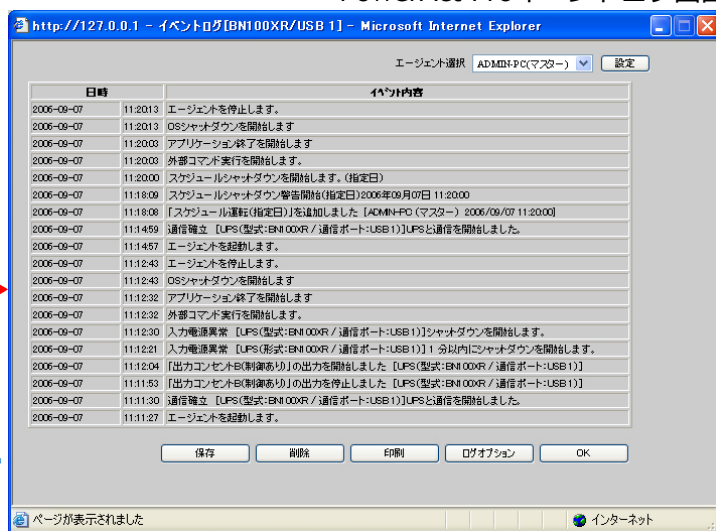 http://127.0.0.1 - イベントログ[BN100XR/USB 1] - Microsoft Internet Explorer
エージェント選択 ADMIN-PC(マスター) 設定
日時 イベント内容
2006-09-07 11:20:13 エージェントを停止します。
2006-09-07 11:20:13 OSシャットダウンを開始します
2006-09-07 11:20:03 アプリケーション終了を開始します
2006-09-07 11:20:03 外部コマンド実行を開始します。
2006-09-07 11:20:00 スケジュールシャットダウンを開始します。(指定日)
2006-09-07 11:18:09 スケジュールシャットダウン警告開始(指定日)2006年09月07日 11:20:00
2006-09-07 11:18:08 「スケジュール運転(指定日)」を追加しました [ADMIN-PC (マスター) 2006/09/07 11:20:00]
2006-09-07 11:14:59 通信確立 [UPS(型式:BN100XR / 通信ポート:USB1)]UPSと通信を開始しました。
2006-09-07 11:14:57 エージェントを起動します。
2006-09-07 11:12:43 エージェントを停止します。
2006-09-07 11:12:43 OSシャットダウンを開始します
2006-09-07 11:12:32 アプリケーション終了を開始します
2006-09-07 11:12:32 外部コマンド実行を開始します。
2006-09-07 11:12:30 入力電源異常 [UPS(型式:BN100XR / 通信ポート:USB1)]シャットダウンを開始します。
2006-09-07 11:12:21 入力電源異常 [UPS(形式:BN100XR / 通信ポート:USB1)] 1 分以内にシャットダウンを開始します。
2006-09-07 11:12:04 「出力コンセントB(制御あり)」の出力を開始しました [UPS(型式:BN100XR / 通信ポート:USB1)]
2006-09-07 11:11:53 「出力コンセントB(制御あり)」の出力を停止しました [UPS(型式:BN100XR / 通信ポート:USB1)]
2006-09-07 11:11:30 通信確立 [UPS(型式:BN100XR / 通信ポート:USB1)]UPSと通信を開始しました。
2006-09-07 11:11:27 エージェントを起動します。
保存 削除 印刷 ログオプション OK
ページが表示されました インターネット